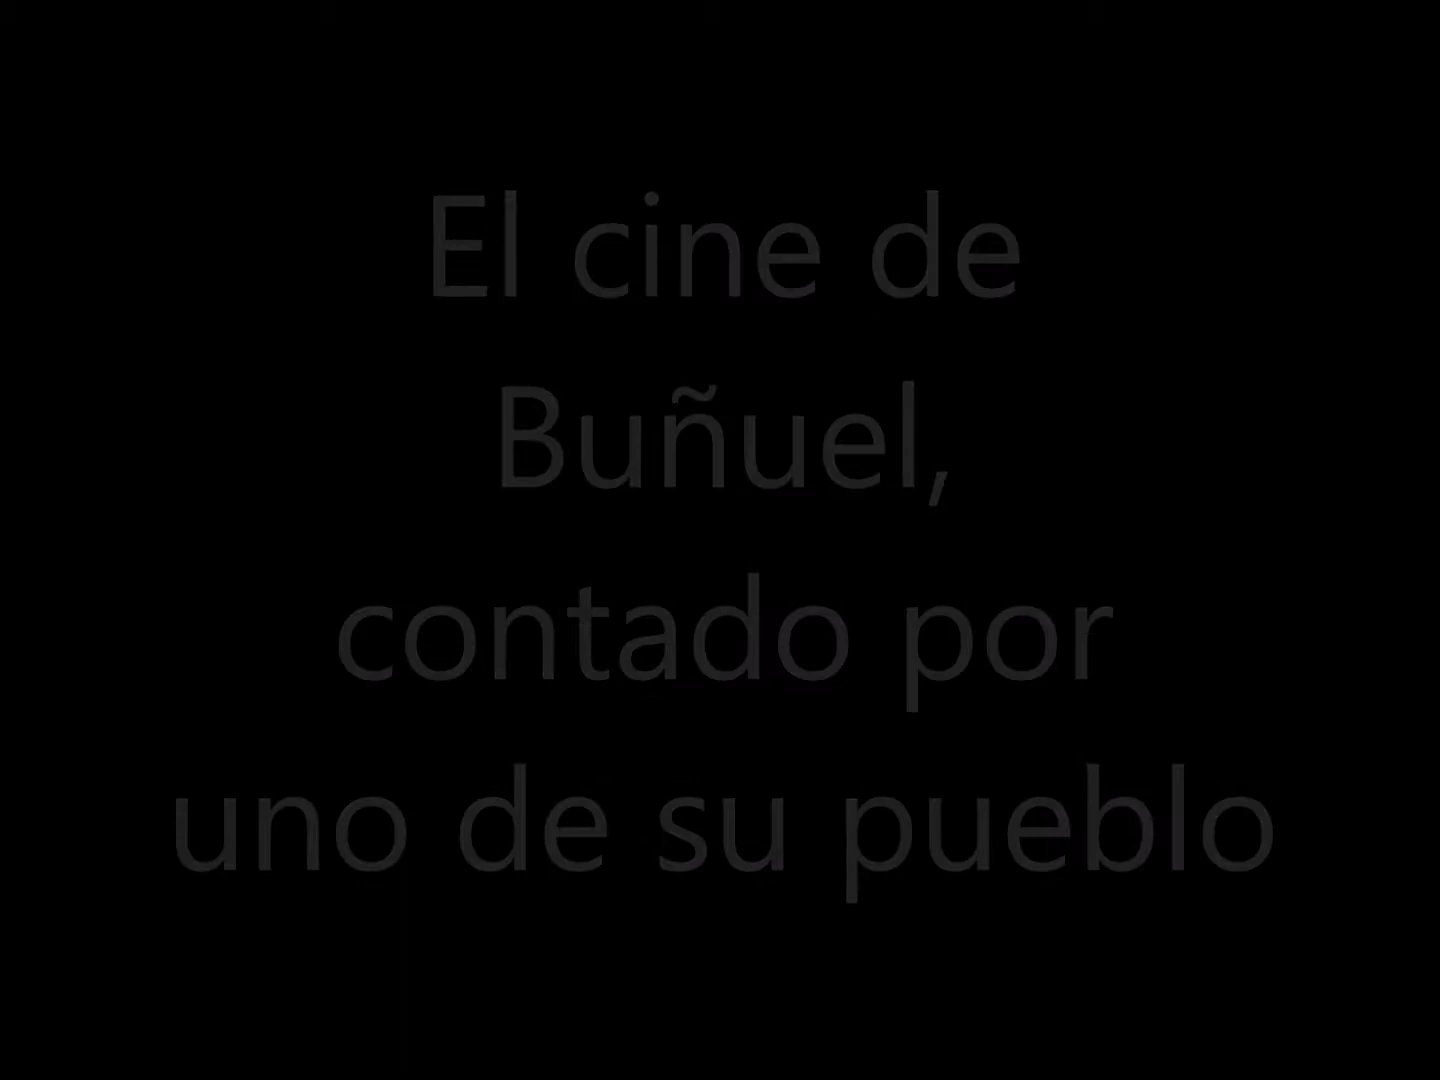 El cine de
Buñuel,
contado por
uno de su pueblo